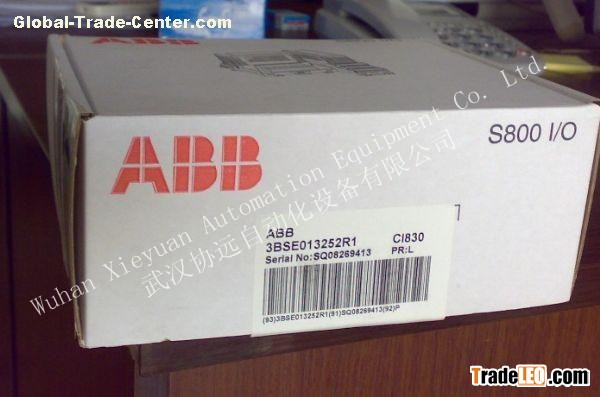 Global-Trade-Center.com
ABB
ABB
S800 I/O
Wuhan Xieyuan Automation Equipment Co. Ltd.
武汉协远自动化设备有限公司
ABB
3BSE013252R1 CI830
Serial No:SQ08269413 PR:L
(93)3BSE013252R1(91)SQ08269413(92)P
TradeLEO.com